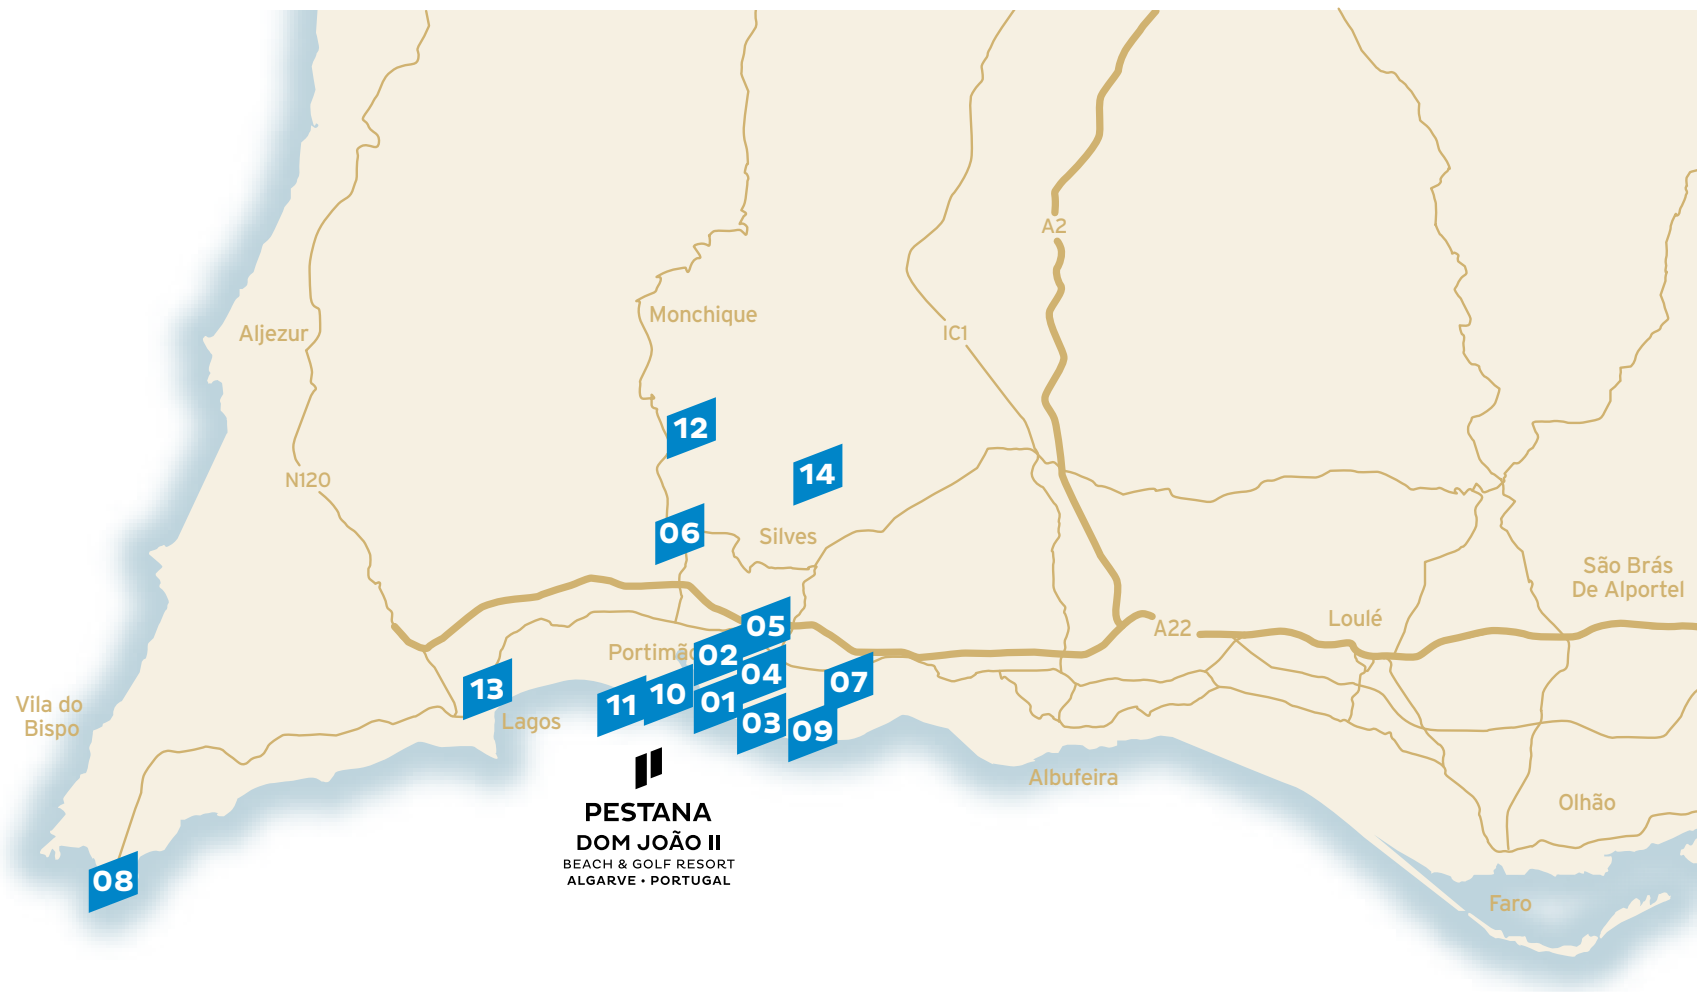 A2
Monchique
Aljezur
IC1
12
14
N120
06
Silves
São Brás
De Alportel
05
Loulé
A22
Portimão
02
04
07
13
10
11
01
Vila do
Bispo
Lagos
03
09
Albufeira
PESTANA
DOM JOÃO II
BEACH & GOLF RESORT
ALGARVE • PORTUGAL
Olhão
08
Faro